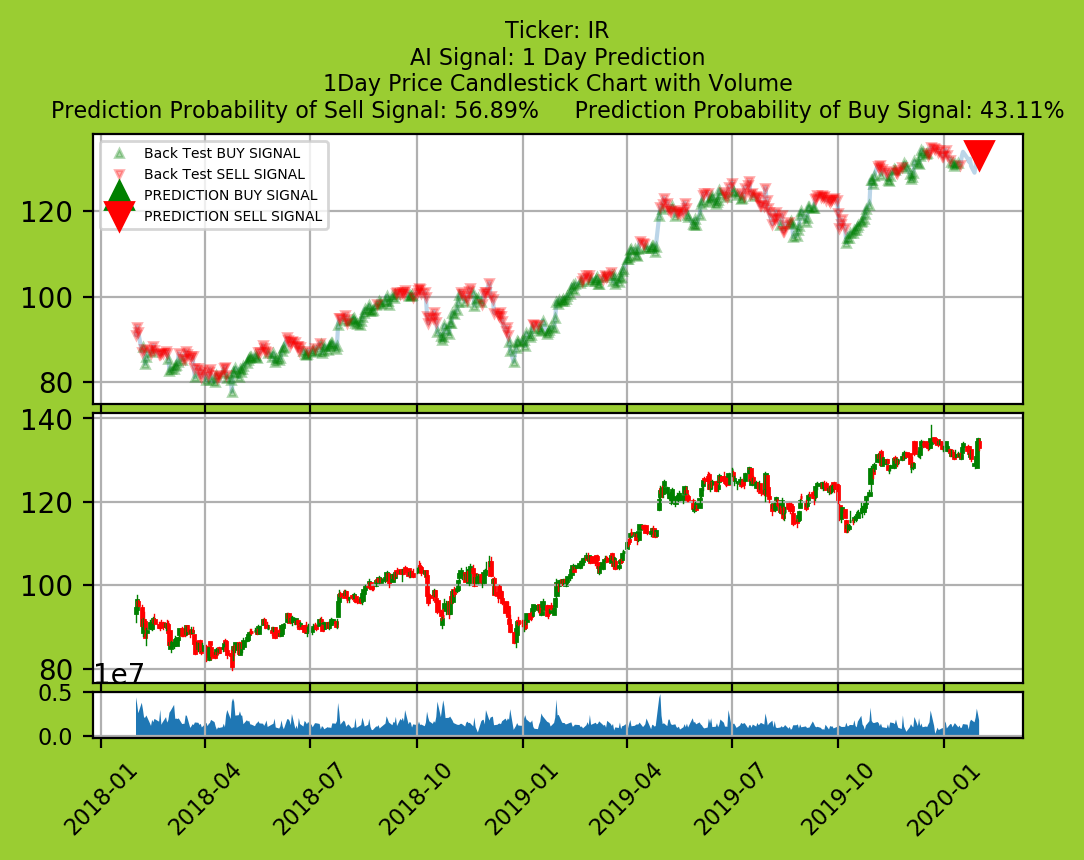 Ticker: IR
AI Signal: 1 Day Prediction
1Day Price Candlestick Chart with Volume
Prediction Probability of Sell Signal: 56.89% Prediction Probability of Buy Signal: 43.11%
Back Test BUY SIGNAL
Back Test SELL SIGNAL
PREDICTION BUY SIGNAL
PREDICTION SELL SIGNAL
120
100
80
140
120
100
80
1e7
0.5
0.0
2018-01
2018-04
2018-07
2018-10
2019-01
2019-04
2019-07
2019-10
2020-01